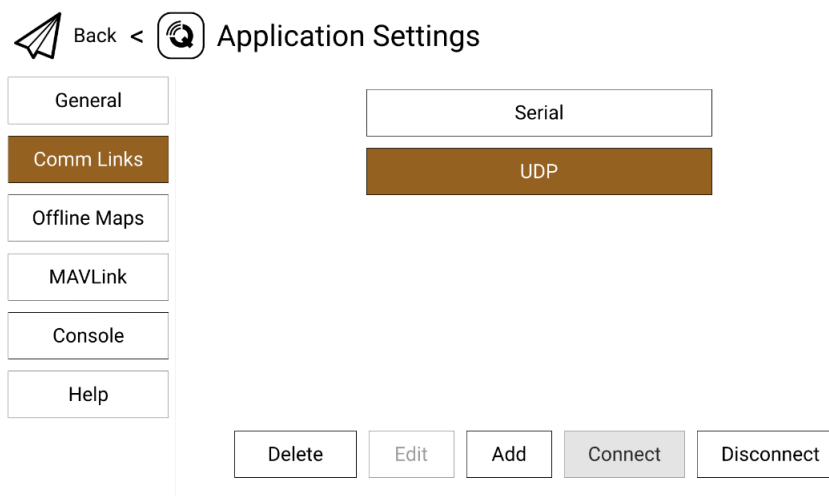 Back < Application Settings
General
Comm Links
Offline Maps
MAVLink
Console
Help
Serial
UDP
Delete Edit Add Connect Disconnect